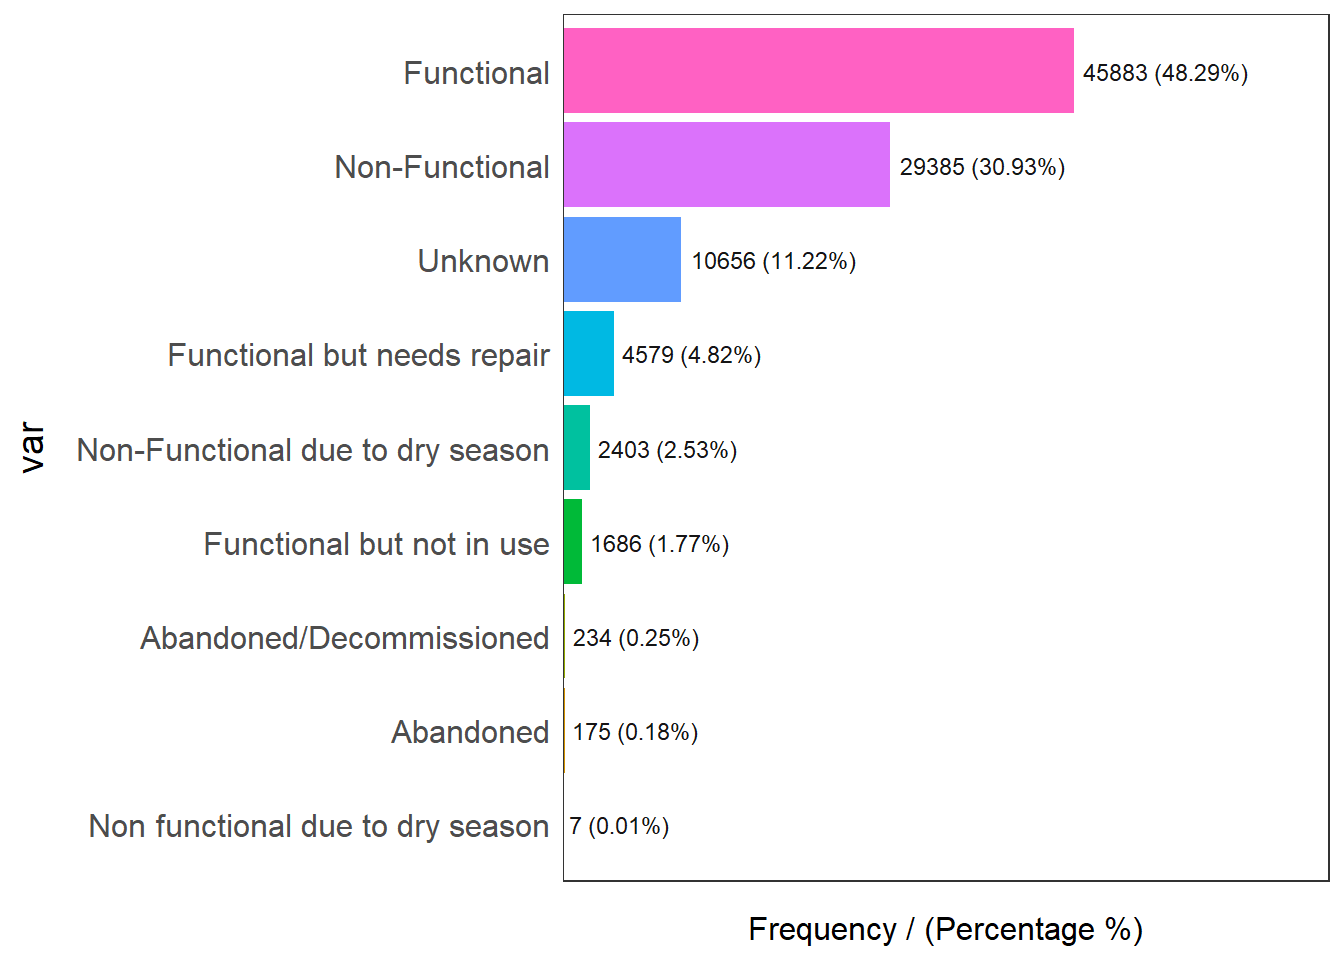 Functional 45883 (48.29%)
Non-Functional 29385 (30.93%)
Unknown 10656 (11.22%)
Functional but needs repair 4579 (4.82%)
Non-Functional due to dry season 2403 (2.53%)
Functional but not in use 1686 (1.77%)
Abandoned/Decommissioned 234 (0.25%)
Abandoned 175 (0.18%)
Non functional due to dry season 7 (0.01%)
var
Frequency / (Percentage %)